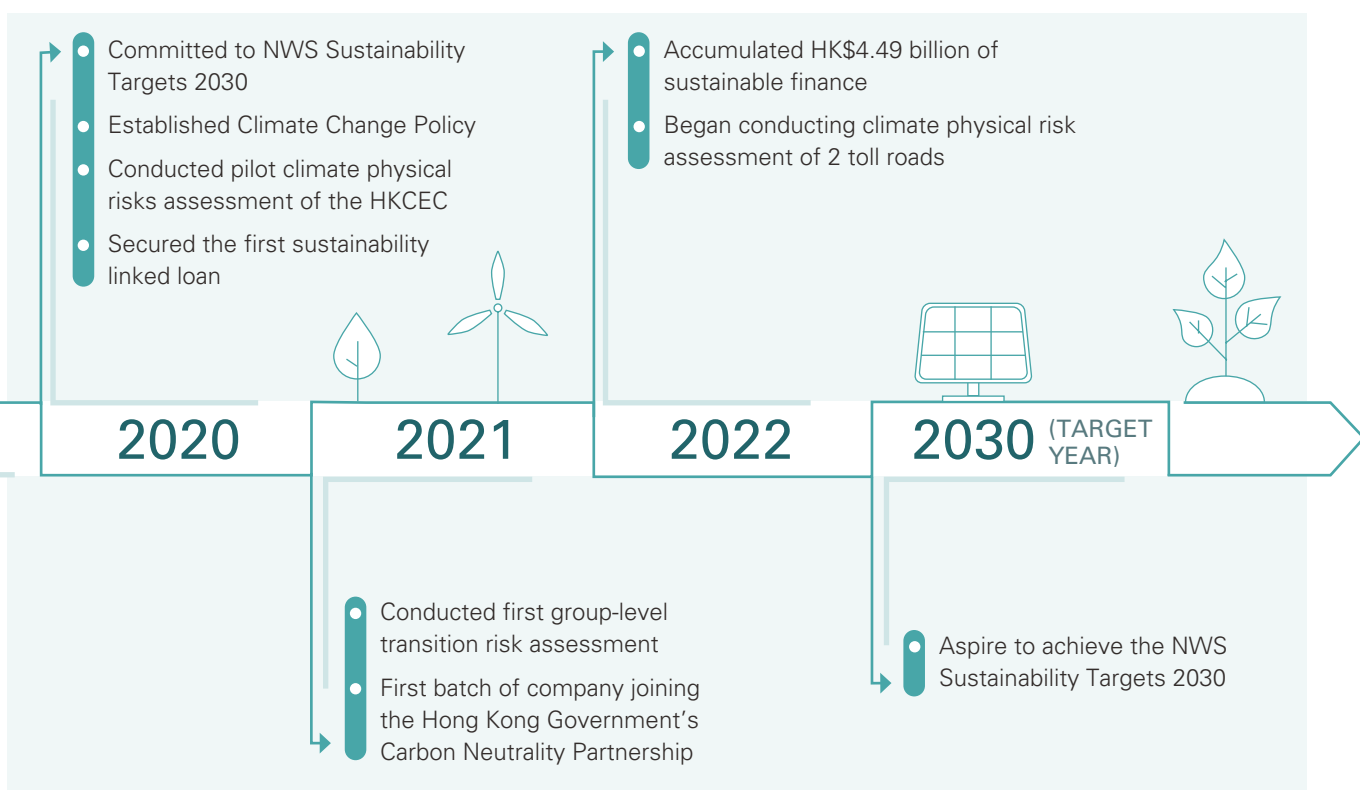 Committed to NWS Sustainability
Targets 2030
Established Climate Change Policy
Conducted pilot climate physical
risks assessment of the HKCEC
Secured the first sustainability
linked loan
Accumulated HK$4.49 billion of
sustainable finance
Began conducting climate physical risk
assessment of 2 toll roads
2020
2021
2022
2030 (TARGET
YEAR)
Conducted first group-level
transition risk assessment
First batch of company joining
the Hong Kong Government’s
Carbon Neutrality Partnership
Aspire to achieve the NWS
Sustainability Targets 2030